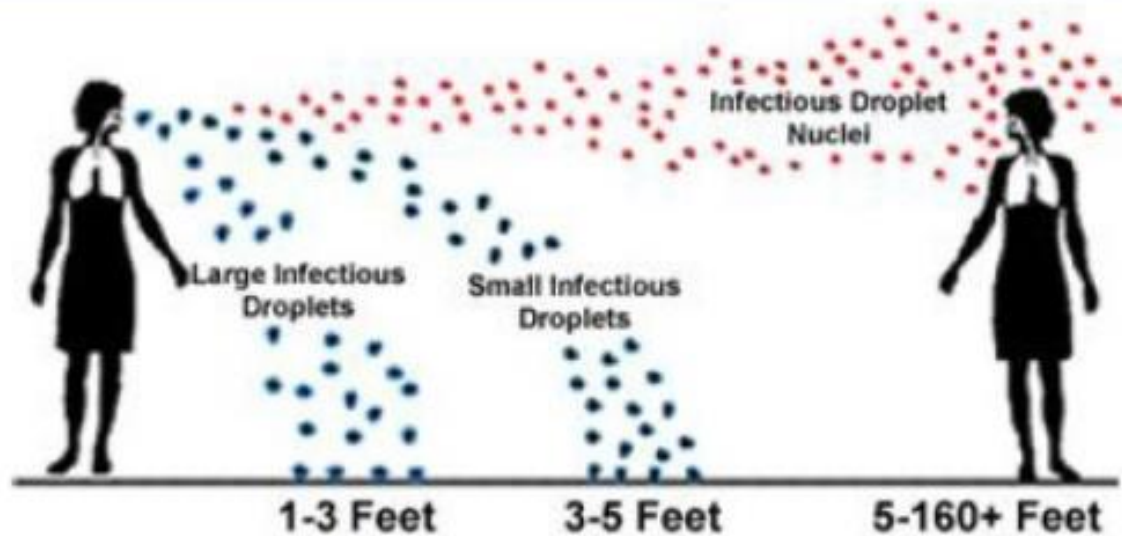 Infectious Droplet
Nuclei
Large Infectious
Droplets
Small Infectious
Droplets
1-3 Feet
3-5 Feet
5-160+ Feet